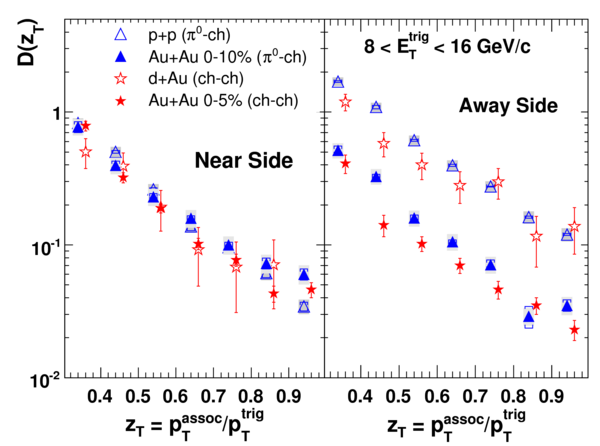 D(z_T)
p+p (π⁰-ch)
Au+Au 0-10% (π⁰-ch)
d+Au (ch-ch)
Au+Au 0-5% (ch-ch)
Near Side
8 < E_T^trig < 16 GeV/c
Away Side
1
10⁻¹
10⁻²
0.4 0.5 0.6 0.7 0.8 0.9
0.4 0.5 0.6 0.7 0.8 0.9
z_T = p_T^assoc/p_T^trig
z_T = p_T^assoc/p_T^trig